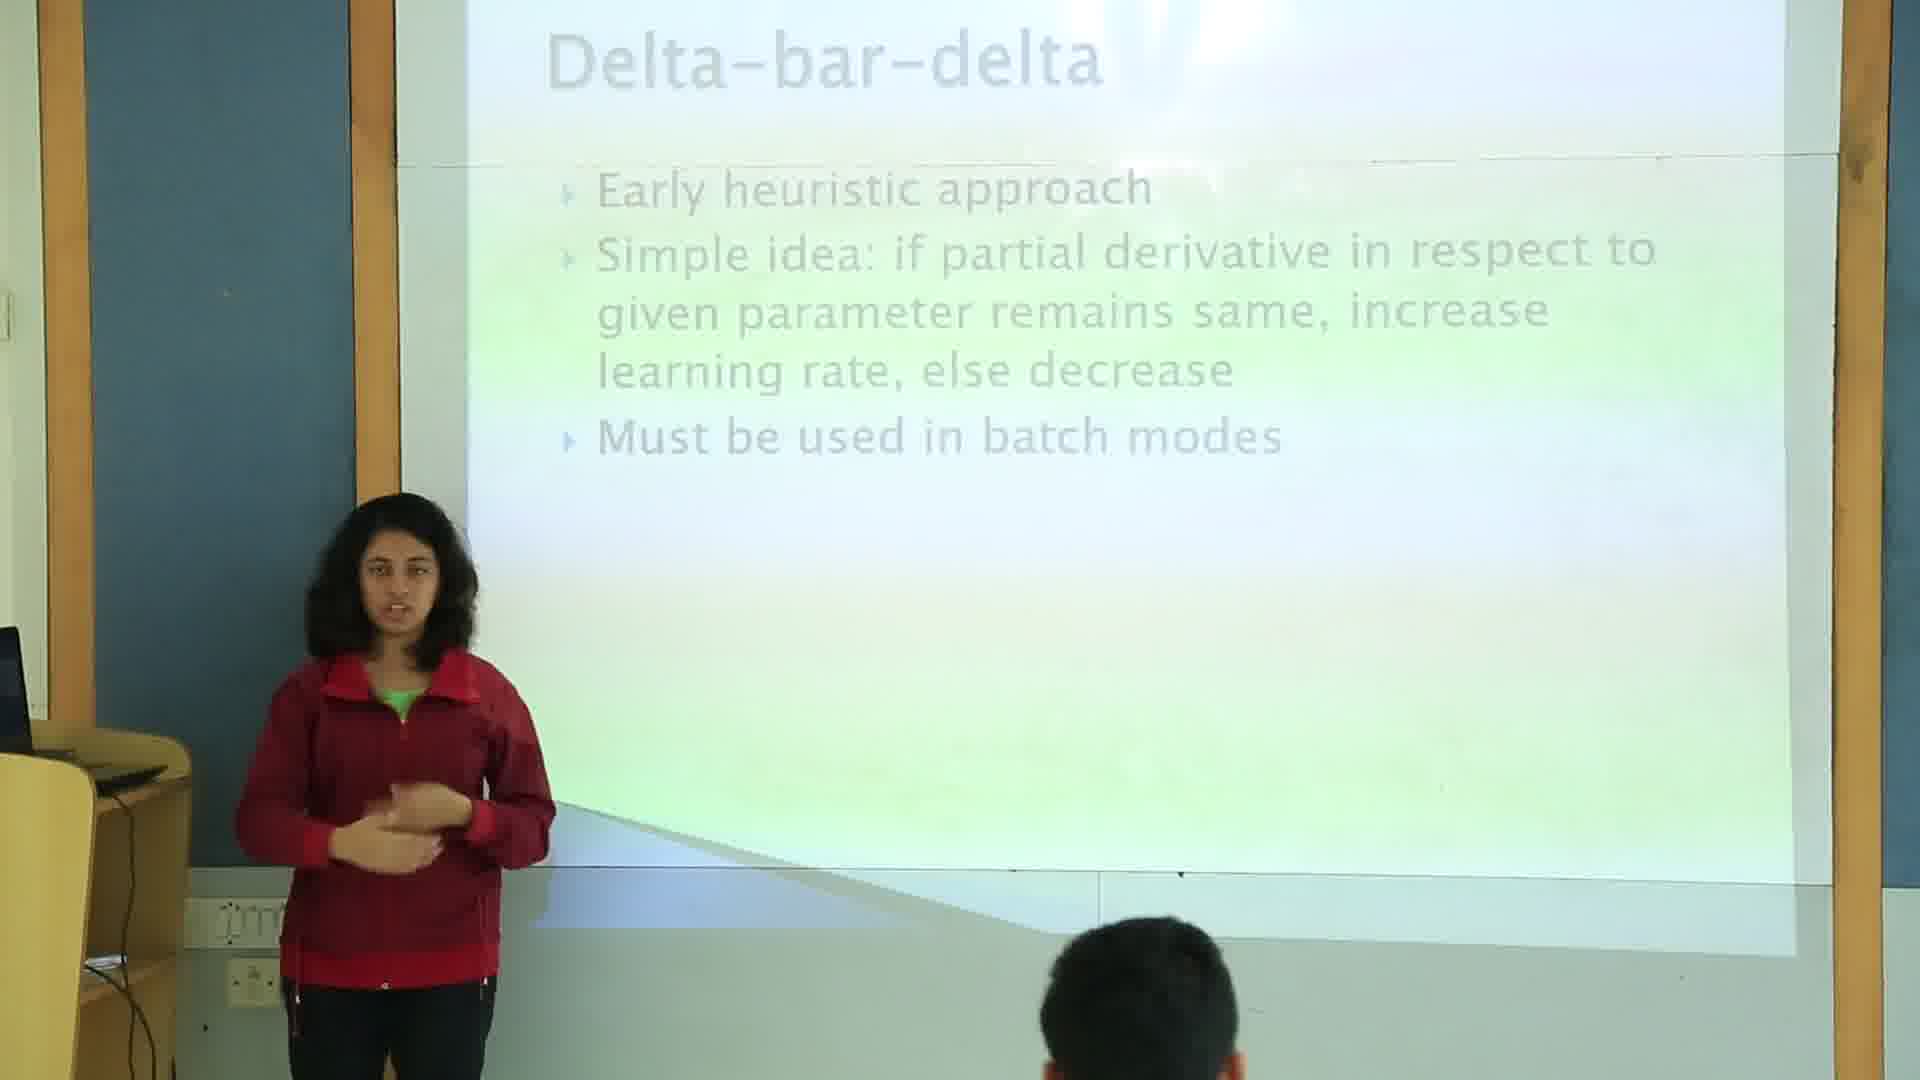 Delta-bar-delta
Early heuristic approach
Simple idea: if partial derivative in respect to
given parameter remains same, increase
learning rate, else decrease
Must be used in batch modes